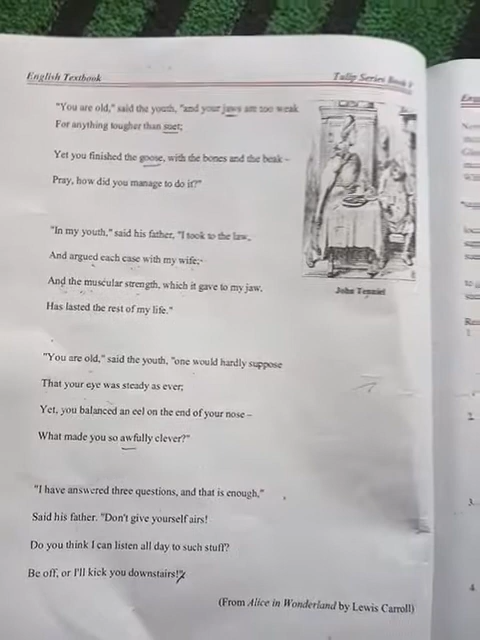 English Textbook
Tulip Series Book
"You are old," said the youth, "and your jaws are too weak
For anything tougher than suet;
Yet you finished the goose, with the bones and the beak –
Pray, how did you manage to do it?"
"In my youth," said his father, "I took to the law,
And argued each case with my wife;
And the muscular strength, which it gave to my jaw,
Has lasted the rest of my life."
John Tenniel
"You are old," said the youth, "one would hardly suppose
That your eye was steady as ever;
Yet, you balanced an eel on the end of your nose –
What made you so awfully clever?"
"I have answered three questions, and that is enough,"
Said his father. "Don't give yourself airs!
Do you think I can listen all day to such stuff?
Be off, or I'll kick you downstairs!"
(From Alice in Wonderland by Lewis Carroll)
2.
3.
4